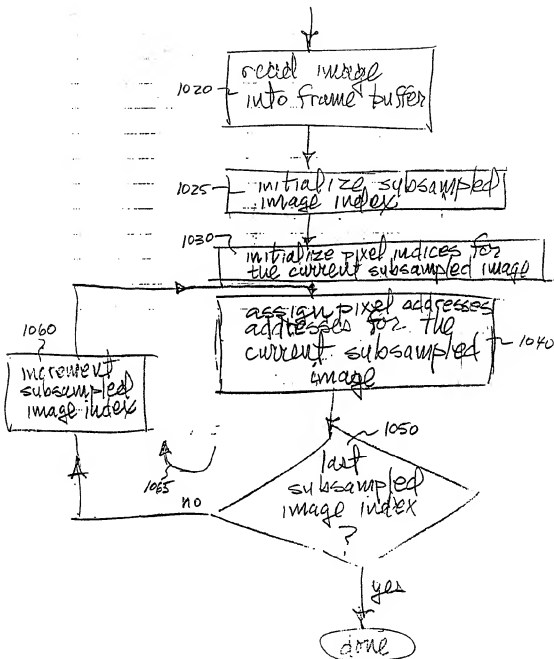 1020
read image
into frame buffer
1025
initialize subsampled
image index
1030
initialize pixel indices for
the current subsampled image
assign pixel addresses
addresses for the
current subsampled
image
1040
1060
increment
subsampled
image index
1050
last
subsampled
image index
?
1065
no
yes
done